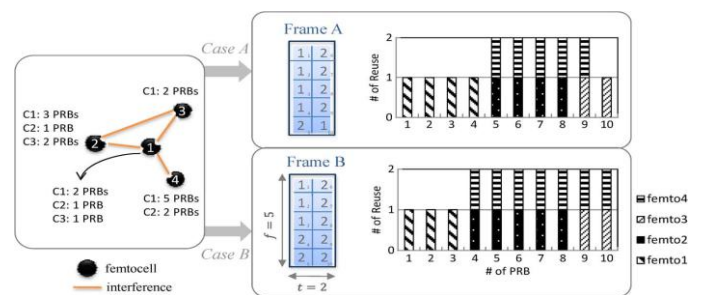 Case A
C1: 2 PRBs
C1: 3 PRBs
C2: 1 PRB
C3: 2 PRBs
3
2
1
4
C1: 2 PRBs
C2: 1 PRB
C3: 1 PRB
C1: 5 PRBs
C2: 2 PRBs
femtocell
interference
Case B
Frame A
1 2
1 2
1 2
1 2
2 1
# of Reuse
2
1
0
1 2 3 4 5 6 7 8 9 10
Frame B
1 2
1 2
1 2
2 2
2 2
f = 5
t = 2
# of Reuse
2
1
0
1 2 3 4 5 6 7 8 9 10
# of PRB
femto4
femto3
femto2
femto1